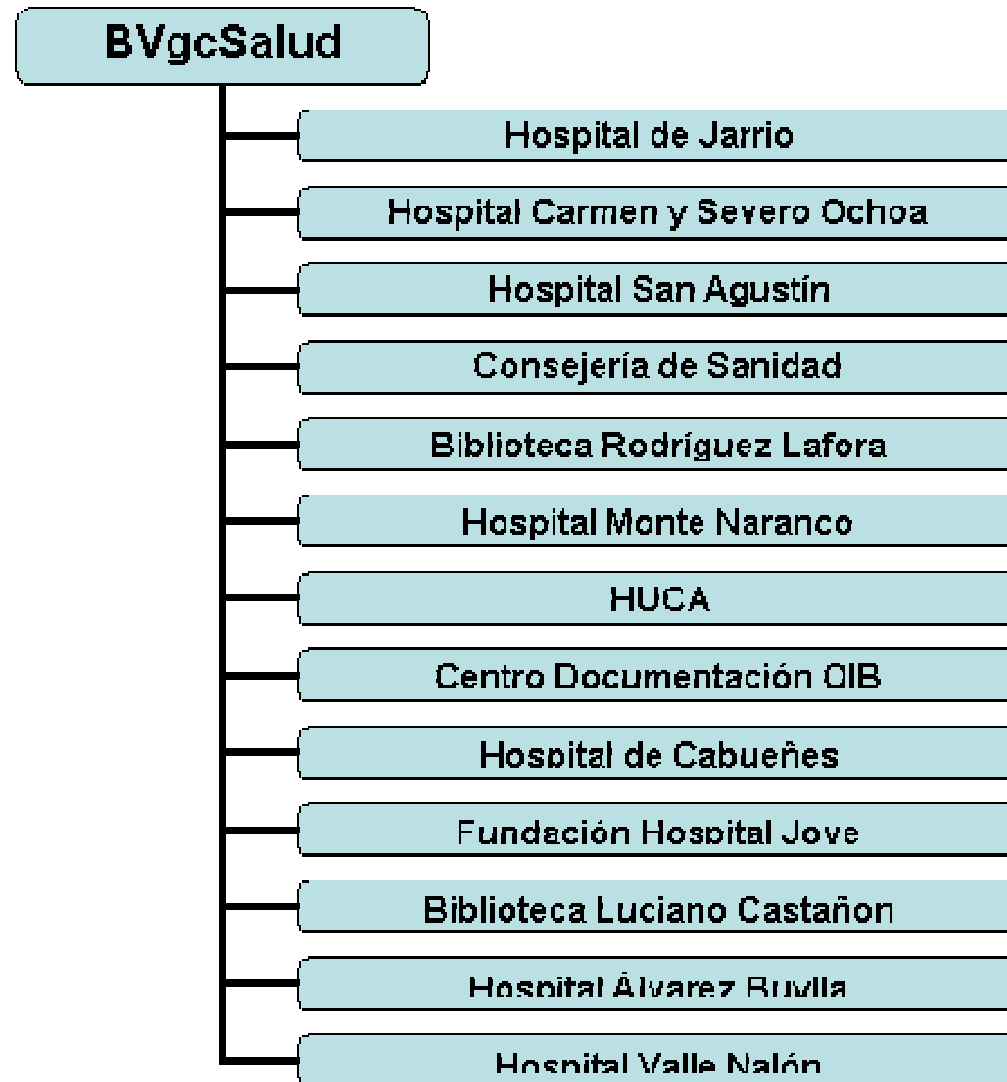 BVgcSalud
Hospital de Jarrio
Hospital Carmen y Severo Ochoa
Hospital San Agustín
Consejería de Sanidad
Biblioteca Rodríguez Lafora
Hospital Monte Naranco
HUCA
Centro Documentación OIB
Hospital de Cabueñes
Fundación Hospital Jove
Biblioteca Luciano Castañon
Hospital Álvarez Buylla
Hospital Valle Nalón